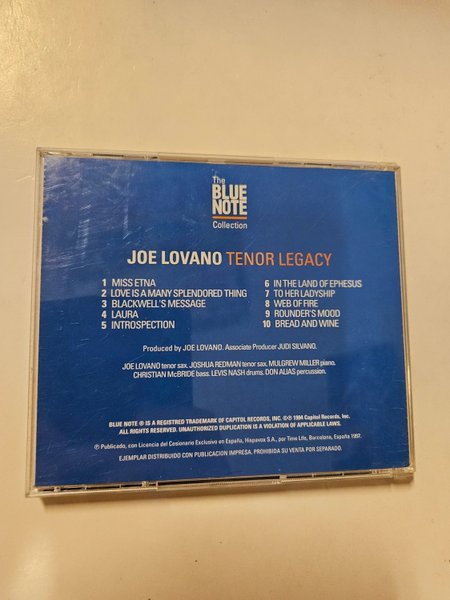 The
BLUE
NOTE
Collection
JOE LOVANO TENOR LEGACY
1 MISS ETNA
2 LOVE IS A MANY SPLENDORED THING
3 BLACKWELL'S MESSAGE
4 LAURA
5 INTROSPECTION
6 IN THE LAND OF EPHESUS
7 TO HER LADYSHIP
8 WEB OF FIRE
9 ROUNDER'S MOOD
10 BREAD AND WINE
Produced by JOE LOVANO. Associate Producer JUDI SILVANO.
JOE LOVANO tenor sax. JOSHUA REDMAN tenor sax. MULGREW MILLER piano.
CHRISTIAN McBRIDE bass. LEVIS NASH drums. DON ALIAS percussion.
BLUE NOTE ® IS A REGISTRED TRADEMARK OF CAPITOL RECORDS, INC. ©℗ 1994 Capitol Records, Inc.
ALL RIGHTS RESERVED. UNAUTHORIZED DUPLICATION IS A VIOLATION OF APPLICABLE LAWS.
℗ Publicado, con Licencia del Cesionario Exclusivo en España, Hispavox S.A., por Time Life, Barcelona, España 1997.
EJEMPLAR DISTRIBUIDO CON PUBLICACION IMPRESA. PROHIBIDA SU VENTA POR SEPARADO.